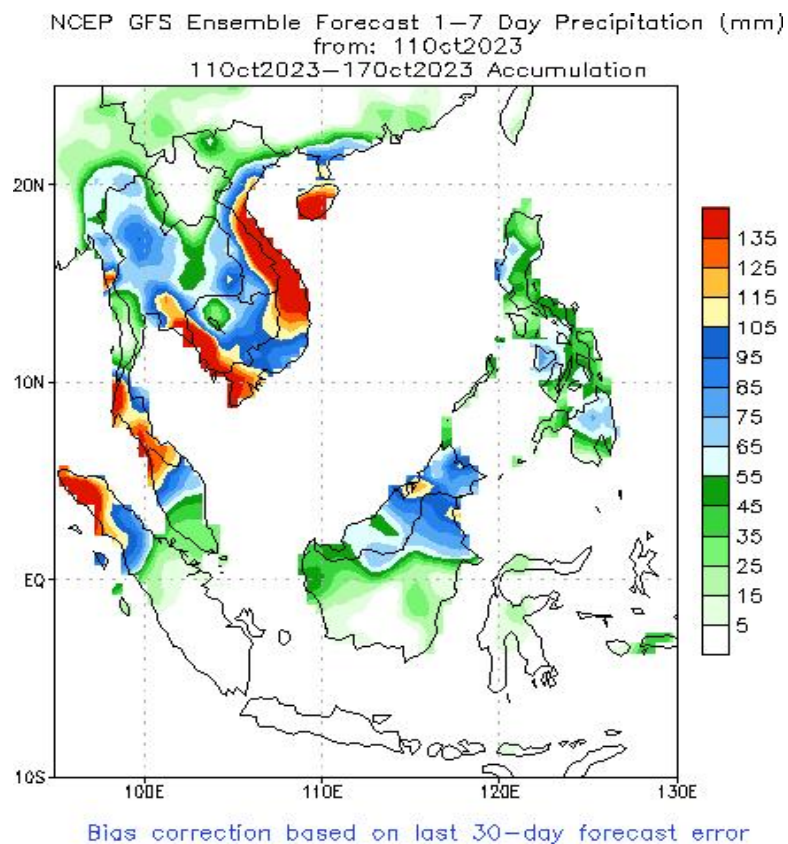 NCEP GFS Ensemble Forecast 1–7 Day Precipitation (mm)
from: 11Oct2023
11Oct2023–17Oct2023 Accumulation
20N
10N
EQ
10S
100E
110E
120E
130E
135
125
115
105
95
85
75
65
55
45
35
25
15
5
Bias correction based on last 30–day forecast error